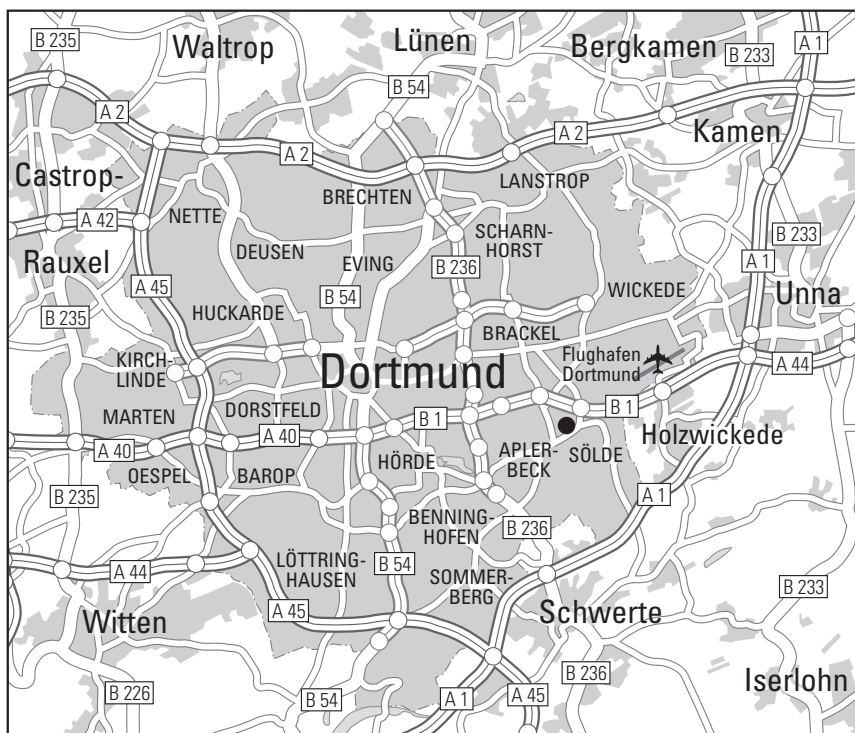 B 235
Waltrop
Lünen
Bergkamen
A 1
B 233
B 54
A 2
A 2
A 2
Kamen
Castrop-
Rauxel
LANSTROP
BRECHTEN
NETTE
A 42
SCHARN-
HORST
B 233
DEUSEN
EVING
B 236
A 1
A 45
WICKEDE
Unna
B 54
HUCKARDE
B 235
BRACKEL
KIRCH-
LINDE
Dortmund
Flughafen
Dortmund
A 44
MARTEN
DORSTFELD
B 1
B 1
A 40
A 40
Holzwickede
OESPEL
BAROP
HÖRDE
APLER-
BECK
SÖLDE
B 235
A 1
BENNING-
HOFEN
B 236
LÖTTRING-
HAUSEN
B 54
A 44
SOMMER-
BERG
B 233
A 45
Schwerte
Witten
B 236
Iserlohn
B 226
B 54
A 1
A 45